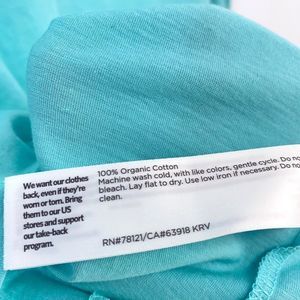 We want our clothes
back, even if they're
worn or torn. Bring
them to our US
stores and support
our take-back
program.
100% Organic Cotton
Machine wash cold, with like colors, gentle cycle. Do no
bleach. Lay flat to dry. Use low iron if necessary. Do no
clean.
RN#78121/CA#63918 KRV